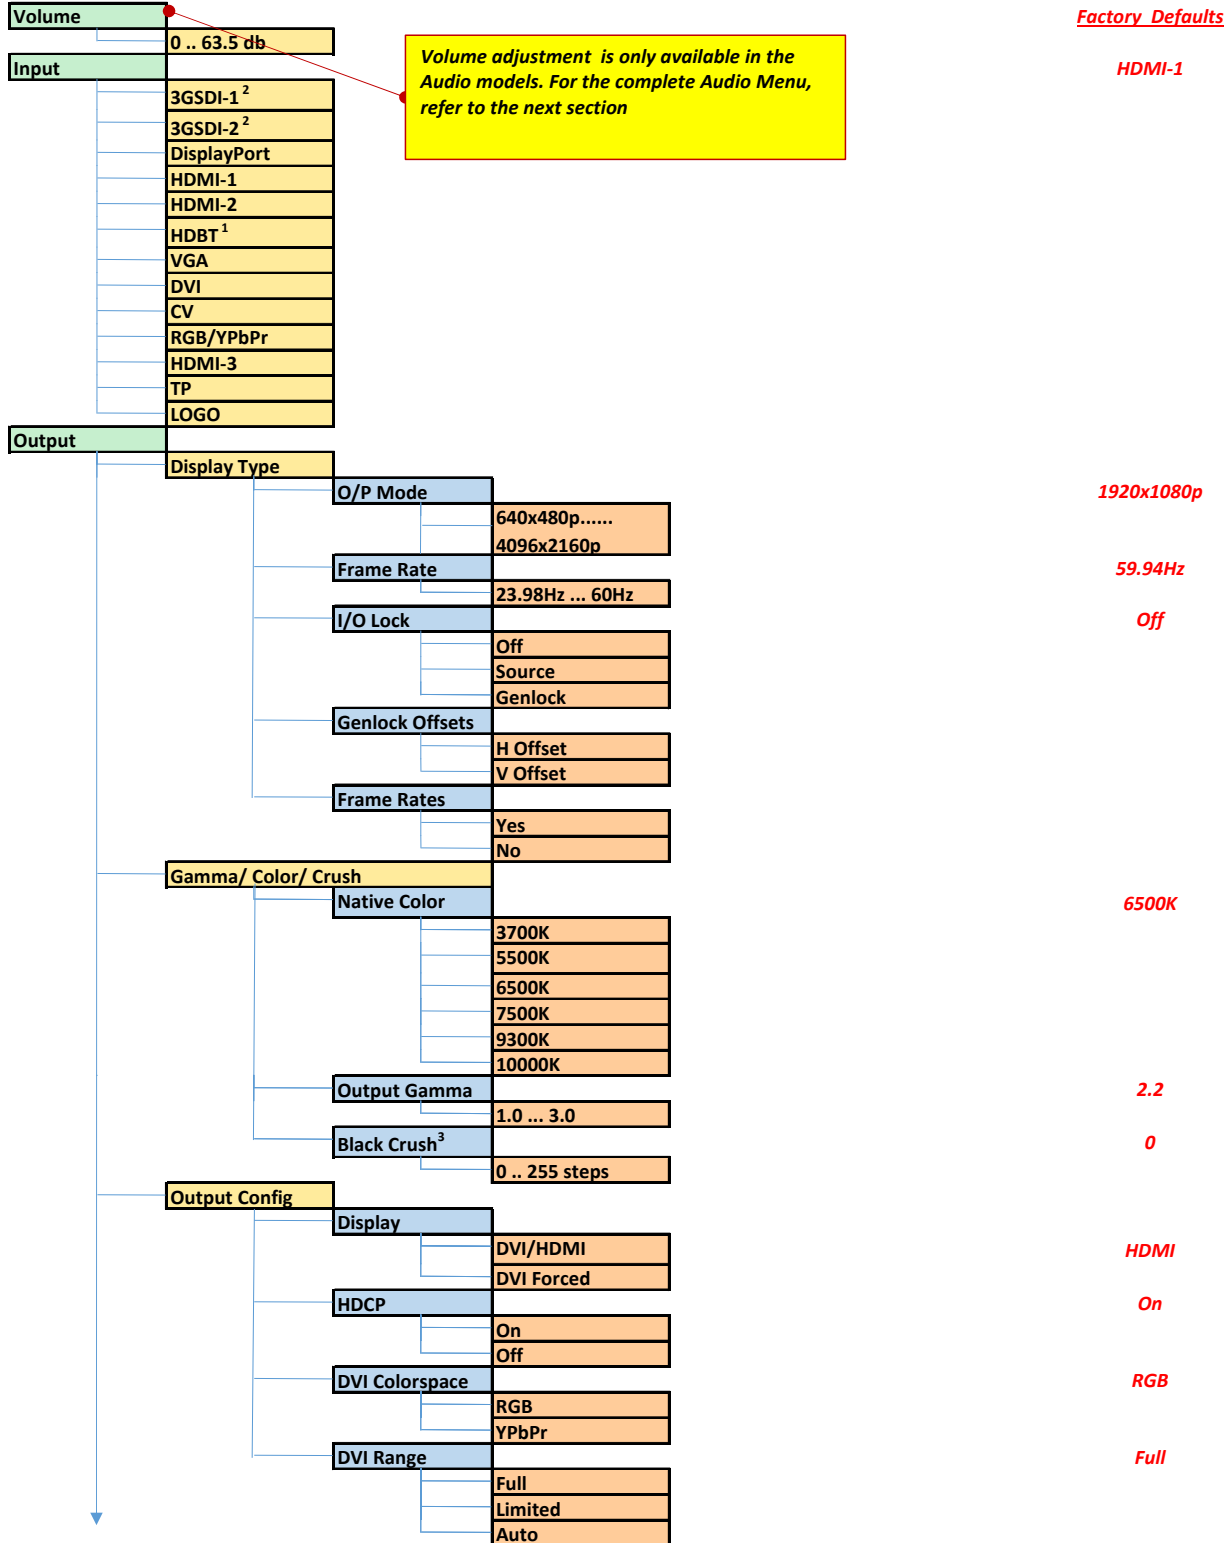 Volume
Factory Defaults
0 .. 63.5 db
Volume adjustment is only available in the
Audio models. For the complete Audio Menu,
refer to the next section
Input
HDMI-1
3GSDI-1 2
3GSDI-2 2
DisplayPort
HDMI-1
HDMI-2
HDBT 1
VGA
DVI
CV
RGB/YPbPr
HDMI-3
TP
LOGO
Output
Display Type
O/P Mode
1920x1080p
640x480p......
4096x2160p
Frame Rate
59.94Hz
23.98Hz ... 60Hz
I/O Lock
Off
Off
Source
Genlock
Genlock Offsets
H Offset
V Offset
Frame Rates
Yes
No
Gamma/ Color/ Crush
Native Color
6500K
3700K
5500K
6500K
7500K
9300K
10000K
Output Gamma
2.2
1.0 ... 3.0
Black Crush3
0
0 .. 255 steps
Output Config
Display
DVI/HDMI
HDMI
DVI Forced
HDCP
On
On
Off
DVI Colorspace
RGB
RGB
YPbPr
DVI Range
Full
Full
Limited
Auto